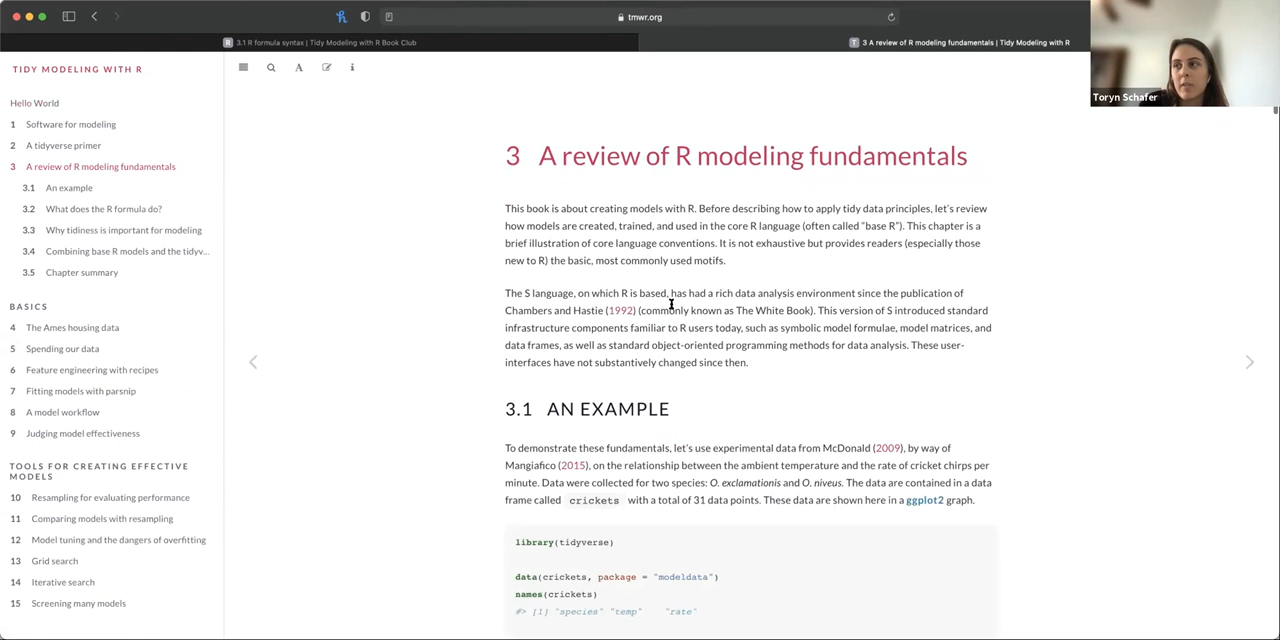 tmwr.org
R 3.1 R formula syntax | Tidy Modeling with R Book Club
T 3 A review of R modeling fundamentals | Tidy Modeling with R
Toryn Schafer
TIDY MODELING WITH R
Hello World
1 Software for modeling
2 A tidyverse primer
3 A review of R modeling fundamentals
3.1 An example
3.2 What does the R formula do?
3.3 Why tidiness is important for modeling
3.4 Combining base R models and the tidyv...
3.5 Chapter summary
BASICS
4 The Ames housing data
5 Spending our data
6 Feature engineering with recipes
7 Fitting models with parsnip
8 A model workflow
9 Judging model effectiveness
TOOLS FOR CREATING EFFECTIVE
MODELS
10 Resampling for evaluating performance
11 Comparing models with resampling
12 Model tuning and the dangers of overfitting
13 Grid search
14 Iterative search
15 Screening many models
3 A review of R modeling fundamentals
This book is about creating models with R. Before describing how to apply tidy data principles, let's review
how models are created, trained, and used in the core R language (often called "base R"). This chapter is a
brief illustration of core language conventions. It is not exhaustive but provides readers (especially those
new to R) the basic, most commonly used motifs.
The S language, on which R is based, has had a rich data analysis environment since the publication of
Chambers and Hastie (1992) (commonly known as The White Book). This version of S introduced standard
infrastructure components familiar to R users today, such as symbolic model formulae, model matrices, and
data frames, as well as standard object-oriented programming methods for data analysis. These user-
interfaces have not substantively changed since then.
3.1 AN EXAMPLE
To demonstrate these fundamentals, let's use experimental data from McDonald (2009), by way of
Mangiafico (2015), on the relationship between the ambient temperature and the rate of cricket chirps per
minute. Data were collected for two species: O. exclamationis and O. niveus. The data are contained in a data
frame called crickets with a total of 31 data points. These data are shown here in a ggplot2 graph.
library(tidyverse)
data(crickets, package = "modeldata")
names(crickets)
#> [1] "species" "temp" "rate"